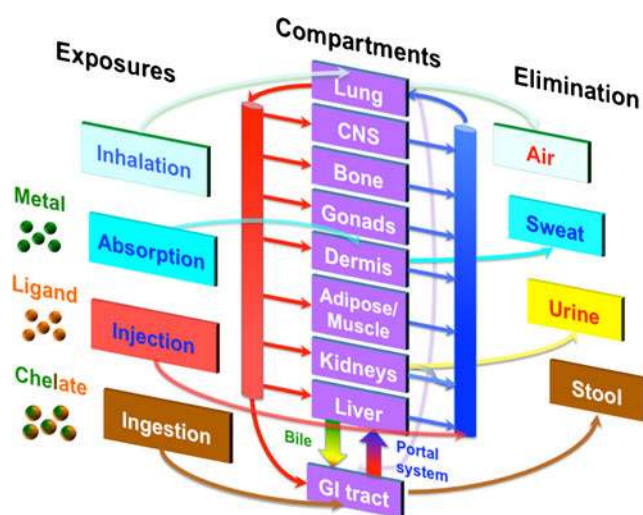 Exposures
Compartments
Elimination
Inhalation
Metal
Absorption
Ligand
Injection
Chelate
Ingestion
Lung
CNS
Bone
Gonads
Dermis
Adipose/
Muscle
Kidneys
Liver
Bile
Portal
system
GI tract
Air
Sweat
Urine
Stool